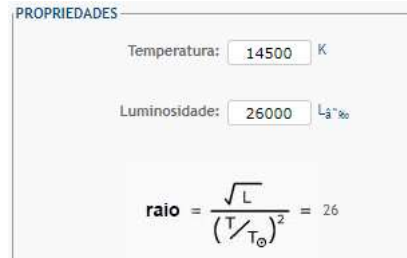 PROPRIEDADES
Temperatura: 14500 K
Luminosidade: 26000 Lâ˜‰
raio = √L / (T/T⊙)² = 26